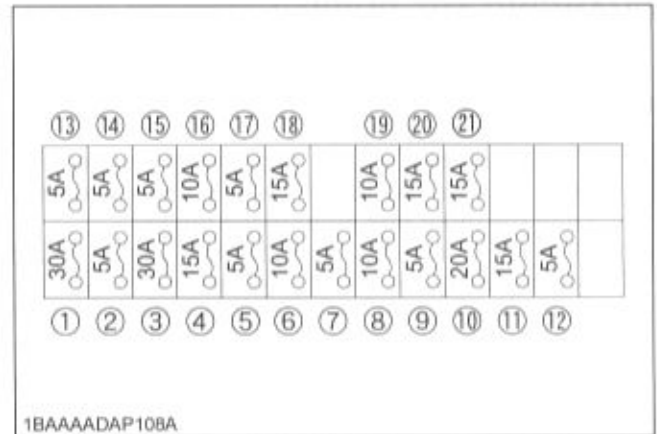 ⑬ ⑭ ⑮ ⑯ ⑰ ⑱ ⑲ ⑳ ㉑
5A 5A 5A 10A 5A 15A 10A 15A 15A
30A 5A 30A 15A 5A 10A 5A 10A 5A 20A 15A 5A
① ② ③ ④ ⑤ ⑥ ⑦ ⑧ ⑨ ⑩ ⑪ ⑫
1BAAAADAP108A